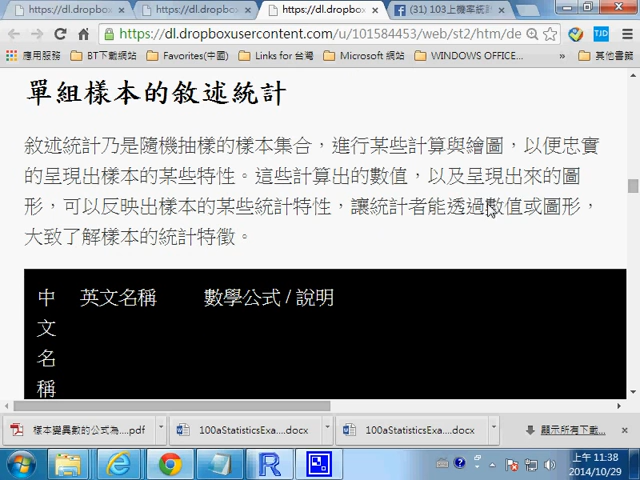 https://dl.dropbox
https://dl.dropbox
https://dl.dropbox
(31) 103上機率統計
https://dl.dropboxusercontent.com/u/101584453/web/st2/htm/de
TJD
應用服務
BT下載網站
Favorites(中國)
Links for 台灣
Microsoft 網站
WINDOWS OFFICE...
»
其他書籤
單組樣本的敘述統計
敘述統計乃是隨機抽樣的樣本集合，進行某些計算與繪圖，以便忠實
的呈現出樣本的某些特性。這些計算出的數值，以及呈現出來的圖
形，可以反映出樣本的某些統計特性，讓統計者能透過數值或圖形，
大致了解樣本的統計特徵。
中 英文名稱 數學公式 / 說明
文
名
稱
樣本變異數的公式為....pdf
100aStatisticsExa....docx
100aStatisticsExa....docx
顯示所有下載...
上午 11:38
2014/10/29